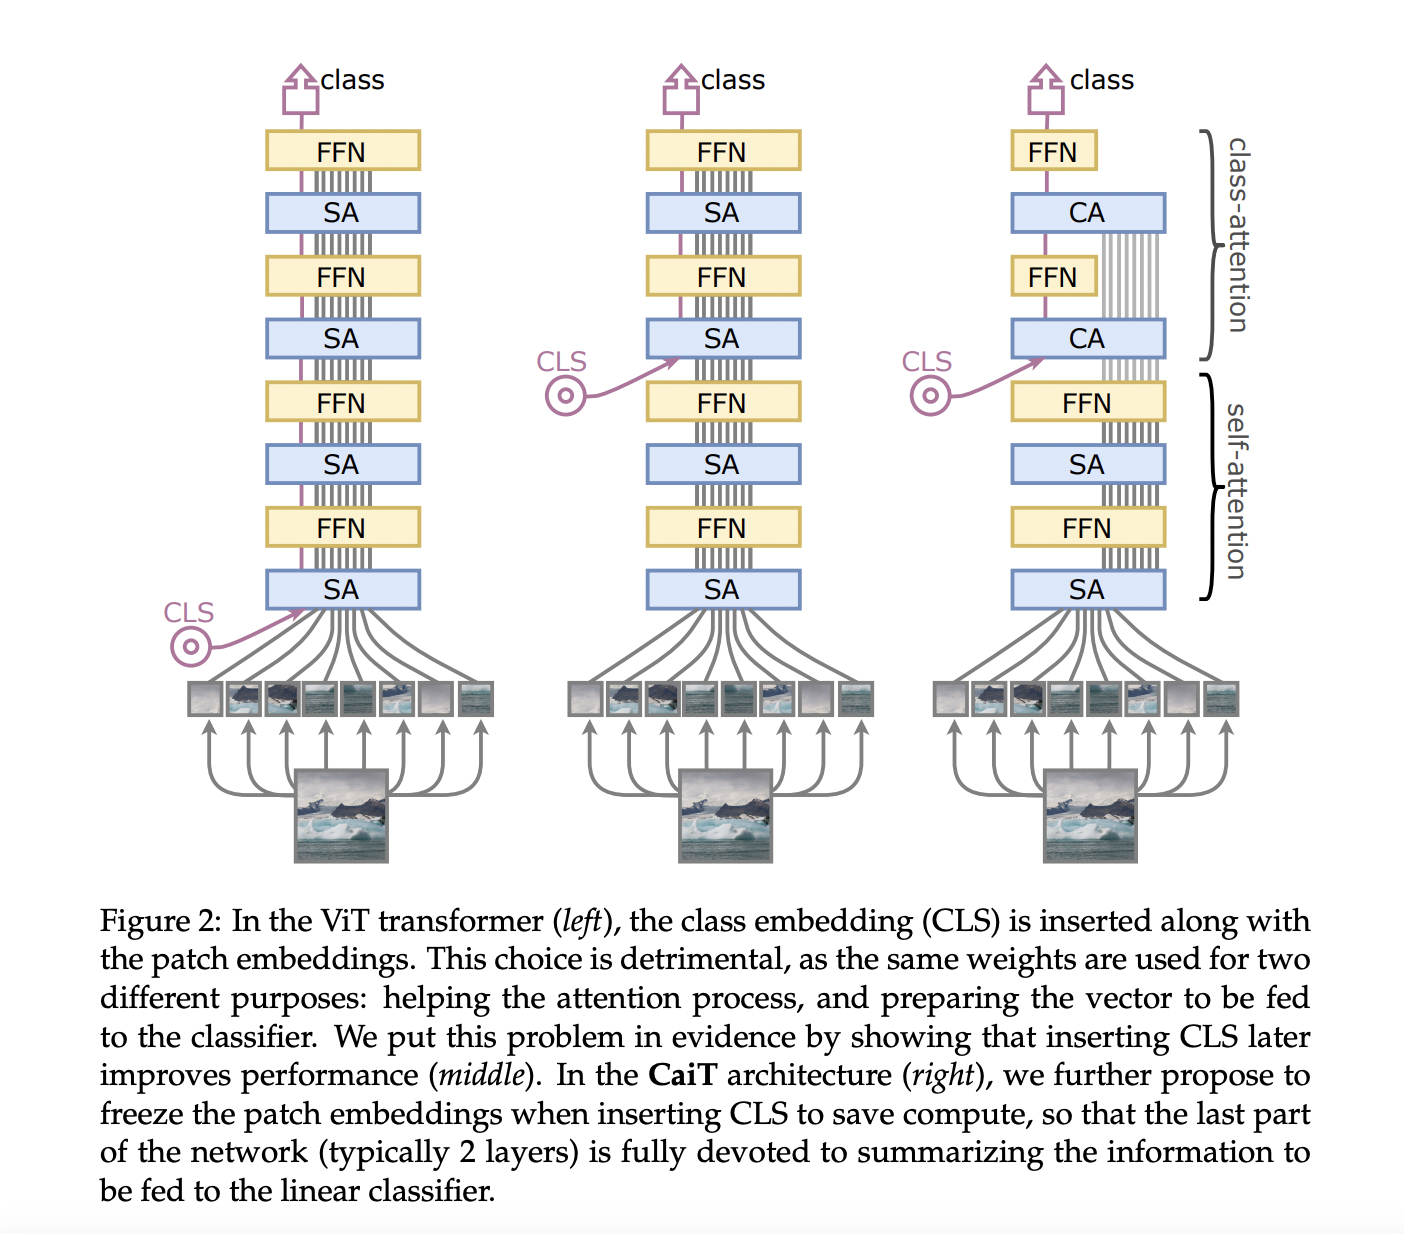 class
FFN
SA
FFN
SA
FFN
SA
FFN
SA
CLS
class
FFN
SA
FFN
SA
CLS
FFN
SA
FFN
SA
class
FFN
CA
FFN
CA
CLS
FFN
SA
FFN
SA
class-attention
self-attention
Figure 2: In the ViT transformer (left), the class embedding (CLS) is inserted along with
the patch embeddings. This choice is detrimental, as the same weights are used for two
different purposes: helping the attention process, and preparing the vector to be fed
to the classifier. We put this problem in evidence by showing that inserting CLS later
improves performance (middle). In the CaiT architecture (right), we further propose to
freeze the patch embeddings when inserting CLS to save compute, so that the last part
of the network (typically 2 layers) is fully devoted to summarizing the information to
be fed to the linear classifier.